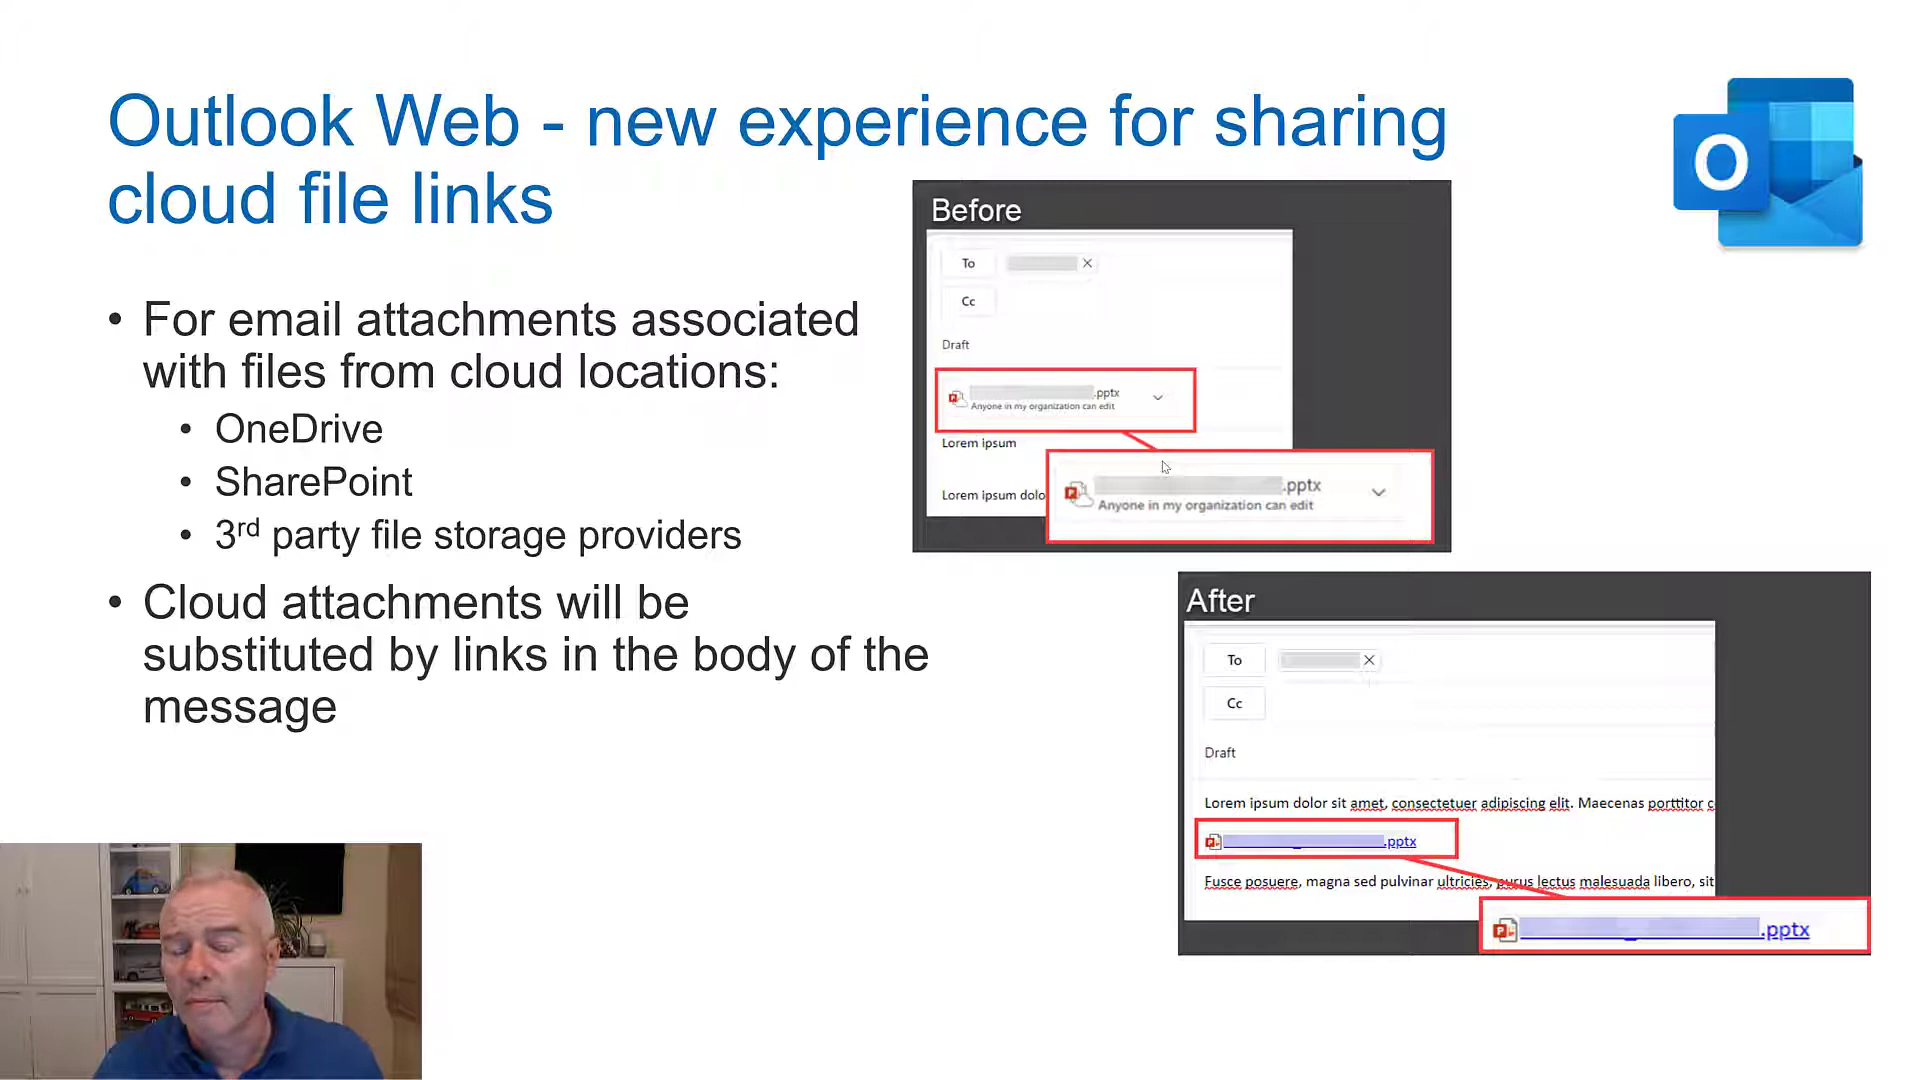 Outlook Web - new experience for sharing
cloud file links
O
• For email attachments associated
with files from cloud locations:
• OneDrive
• SharePoint
• 3rd party file storage providers
• Cloud attachments will be
substituted by links in the body of the
message
Before
To
Cc
Draft
.pptx
Anyone in my organization can edit
Lorem ipsum
Lorem ipsum dolo
.pptx
Anyone in my organization can edit
After
To
Cc
Draft
Lorem ipsum dolor sit amet, consectetuer adipiscing elit. Maecenas porttitor c
.pptx
Fusce posuere, magna sed pulvinar ultricies, purus lectus malesuada libero, sit
.pptx